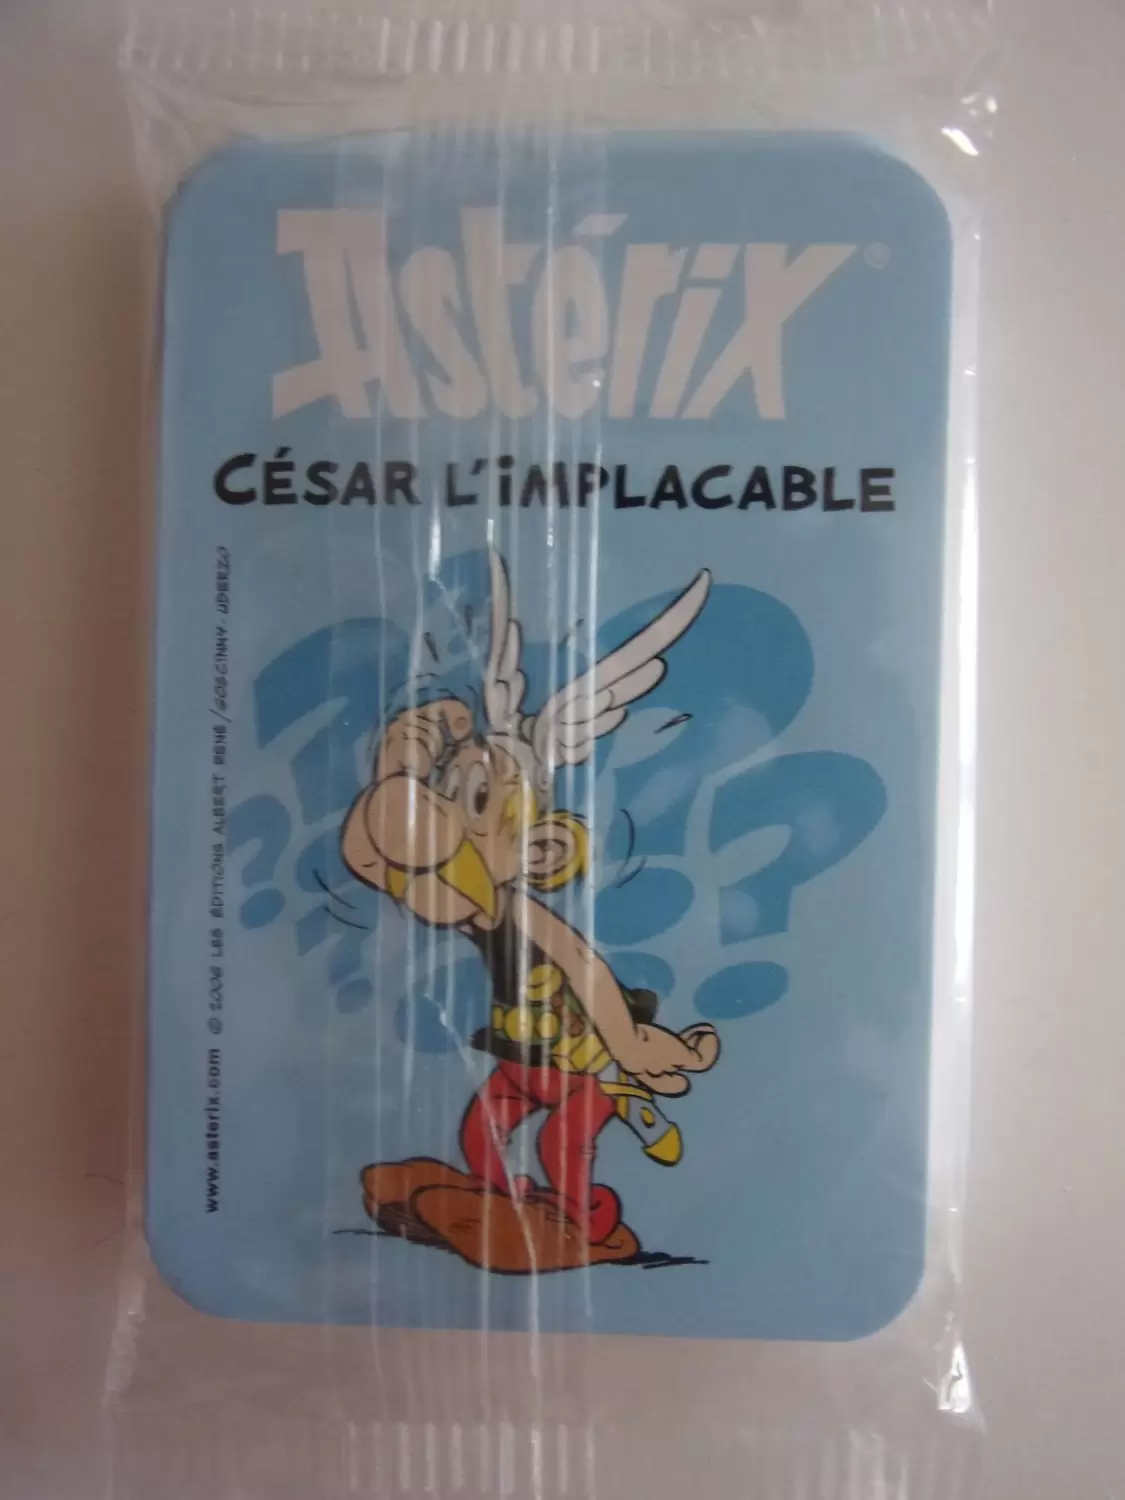 Astérix®
CÉSAR L'IMPLACABLE
www.asterix.com © 2006 LES ÉDITIONS ALBERT RENÉ / GOSCINNY - UDERZO